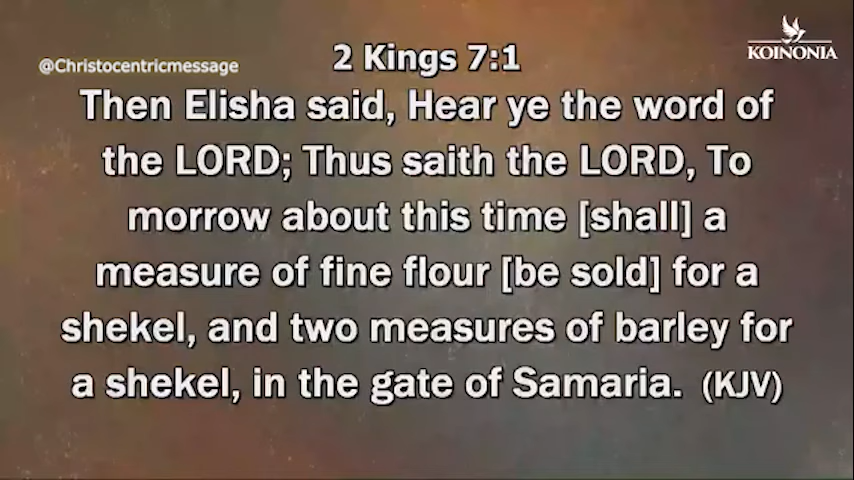 KOINONIA
@Christocentricmessage
2 Kings 7:1
Then Elisha said, Hear ye the word of
the LORD; Thus saith the LORD, To
morrow about this time [shall] a
measure of fine flour [be sold] for a
shekel, and two measures of barley for
a shekel, in the gate of Samaria. (KJV)